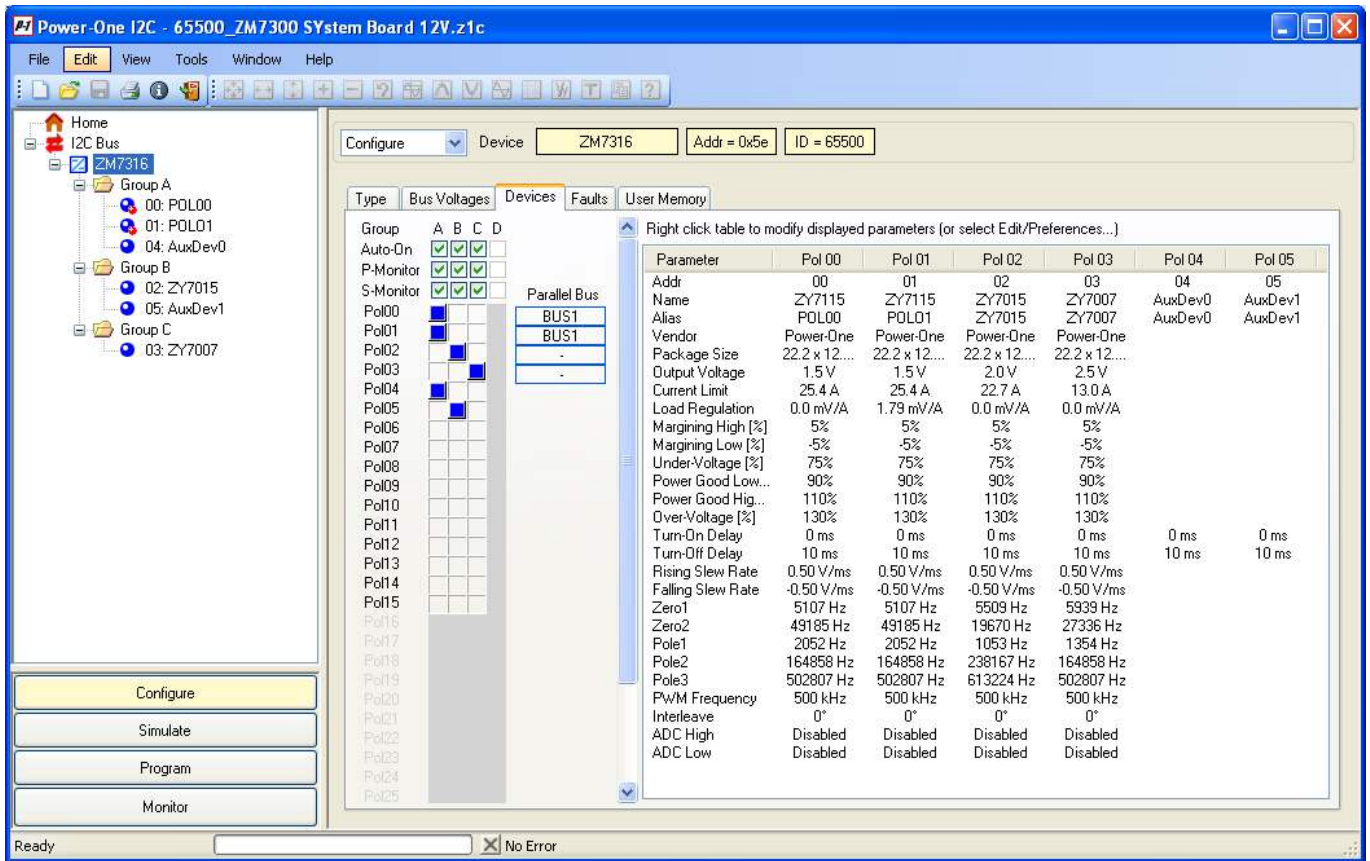 Power-One I2C - 65500_ZM7300 SYstem Board 12V.z1c
File Edit View Tools Window Help
Home
I2C Bus
ZM7316
Group A
00: POL00
01: POL01
04: AuxDev0
Group B
02: ZY7015
05: AuxDev1
Group C
03: ZY7007
Configure
Simulate
Program
Monitor
Configure Device ZM7316 Addr = 0x5e ID = 65500
Type Bus Voltages Devices Faults User Memory
Group A B C D
Auto-On
P-Monitor
S-Monitor Parallel Bus
Pol00 BUS1
Pol01 BUS1
Pol02 -
Pol03 -
Pol04
Pol05
Pol06
Pol07
Pol08
Pol09
Pol10
Pol11
Pol12
Pol13
Pol14
Pol15
Pol16
Pol17
Pol18
Pol19
Pol20
Pol21
Pol22
Pol23
Pol24
Pol25
Right click table to modify displayed parameters (or select Edit/Preferences...)
Parameter Pol 00 Pol 01 Pol 02 Pol 03 Pol 04 Pol 05
Addr 00 01 02 03 04 05
Name ZY7115 ZY7115 ZY7015 ZY7007 AuxDev0 AuxDev1
Alias POL00 POL01 ZY7015 ZY7007 AuxDev0 AuxDev1
Vendor Power-One Power-One Power-One Power-One
Package Size 22.2 x 12.... 22.2 x 12.... 22.2 x 12.... 22.2 x 12....
Output Voltage 1.5 V 1.5 V 2.0 V 2.5 V
Current Limit 25.4 A 25.4 A 22.7 A 13.0 A
Load Regulation 0.0 mV/A 1.79 mV/A 0.0 mV/A 0.0 mV/A
Margining High [%] 5% 5% 5% 5%
Margining Low [%] -5% -5% -5% -5%
Under-Voltage [%] 75% 75% 75% 75%
Power Good Low... 90% 90% 90% 90%
Power Good Hig... 110% 110% 110% 110%
Over-Voltage [%] 130% 130% 130% 130%
Turn-On Delay 0 ms 0 ms 0 ms 0 ms 0 ms 0 ms
Turn-Off Delay 10 ms 10 ms 10 ms 10 ms 10 ms 10 ms
Rising Slew Rate 0.50 V/ms 0.50 V/ms 0.50 V/ms 0.50 V/ms
Falling Slew Rate -0.50 V/ms -0.50 V/ms -0.50 V/ms -0.50 V/ms
Zero1 5107 Hz 5107 Hz 5509 Hz 5939 Hz
Zero2 49185 Hz 49185 Hz 19670 Hz 27336 Hz
Pole1 2052 Hz 2052 Hz 1053 Hz 1354 Hz
Pole2 164858 Hz 164858 Hz 238167 Hz 164858 Hz
Pole3 502807 Hz 502807 Hz 613224 Hz 502807 Hz
PWM Frequency 500 kHz 500 kHz 500 kHz 500 kHz
Interleave 0° 0° 0° 0°
ADC High Disabled Disabled Disabled Disabled
ADC Low Disabled Disabled Disabled Disabled
Ready No Error